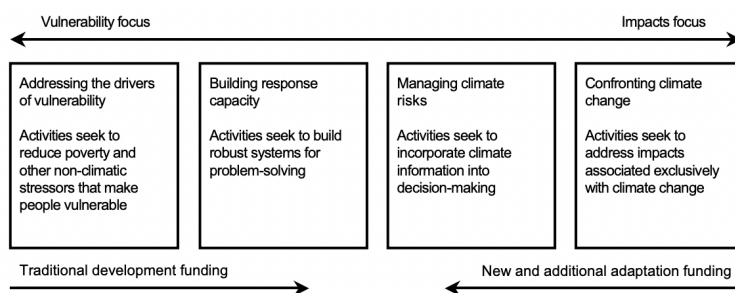 Vulnerability focus
Impacts focus
Addressing the drivers
of vulnerability
Activities seek to
reduce poverty and
other non-climatic
stressors that make
people vulnerable
Building response
capacity
Activities seek to build
robust systems for
problem-solving
Managing climate
risks
Activities seek to
incorporate climate
information into
decision-making
Confronting climate
change
Activities seek to
address impacts
associated exclusively
with climate change
Traditional development funding
New and additional adaptation funding